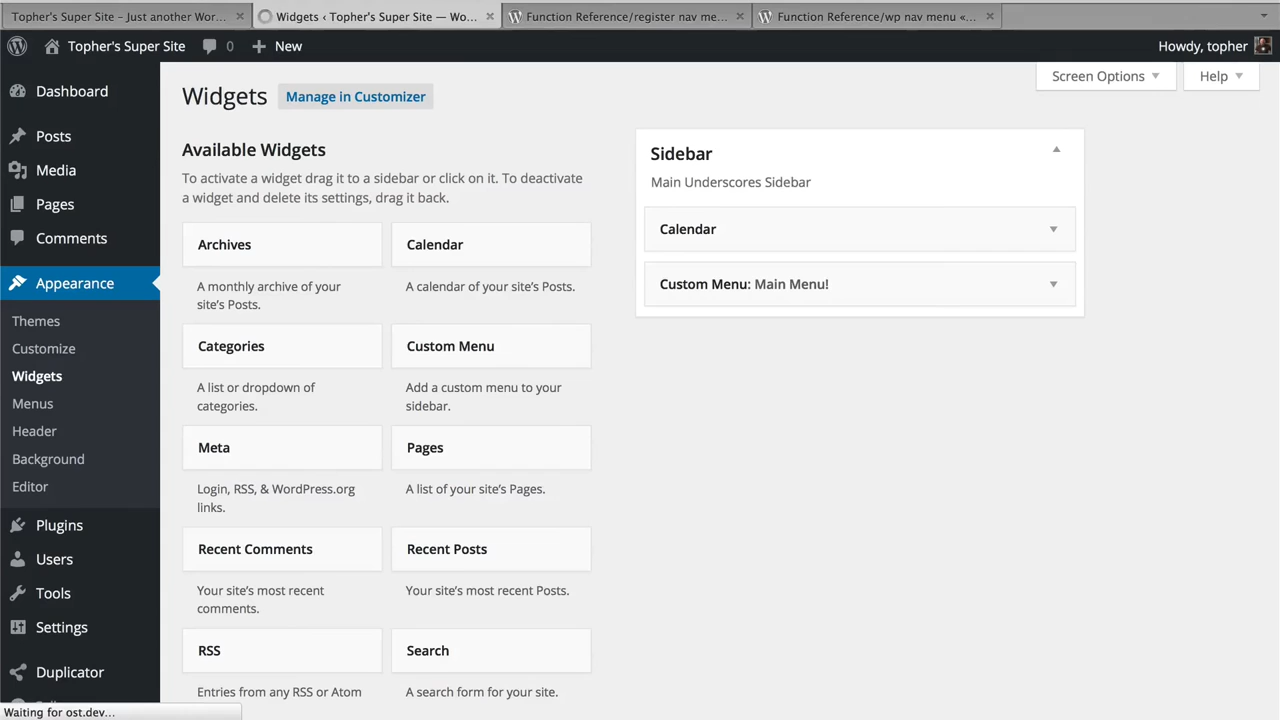 Topher's Super Site – Just another Wor...
Widgets ‹ Topher's Super Site — Wo...
Function Reference/register nav me...
Function Reference/wp nav menu «...
Topher's Super Site
0
New
Howdy, topher
Dashboard
Posts
Media
Pages
Comments
Appearance
Themes
Customize
Widgets
Menus
Header
Background
Editor
Plugins
Users
Tools
Settings
Duplicator
Waiting for ost.dev...
Screen Options
Help
Widgets
Manage in Customizer
Available Widgets
To activate a widget drag it to a sidebar or click on it. To deactivate
a widget and delete its settings, drag it back.
Archives
A monthly archive of your
site's Posts.
Calendar
A calendar of your site's Posts.
Categories
A list or dropdown of
categories.
Custom Menu
Add a custom menu to your
sidebar.
Meta
Login, RSS, & WordPress.org
links.
Pages
A list of your site's Pages.
Recent Comments
Your site's most recent
comments.
Recent Posts
Your site's most recent Posts.
RSS
Entries from any RSS or Atom
Search
A search form for your site.
Sidebar
Main Underscores Sidebar
Calendar
Custom Menu: Main Menu!